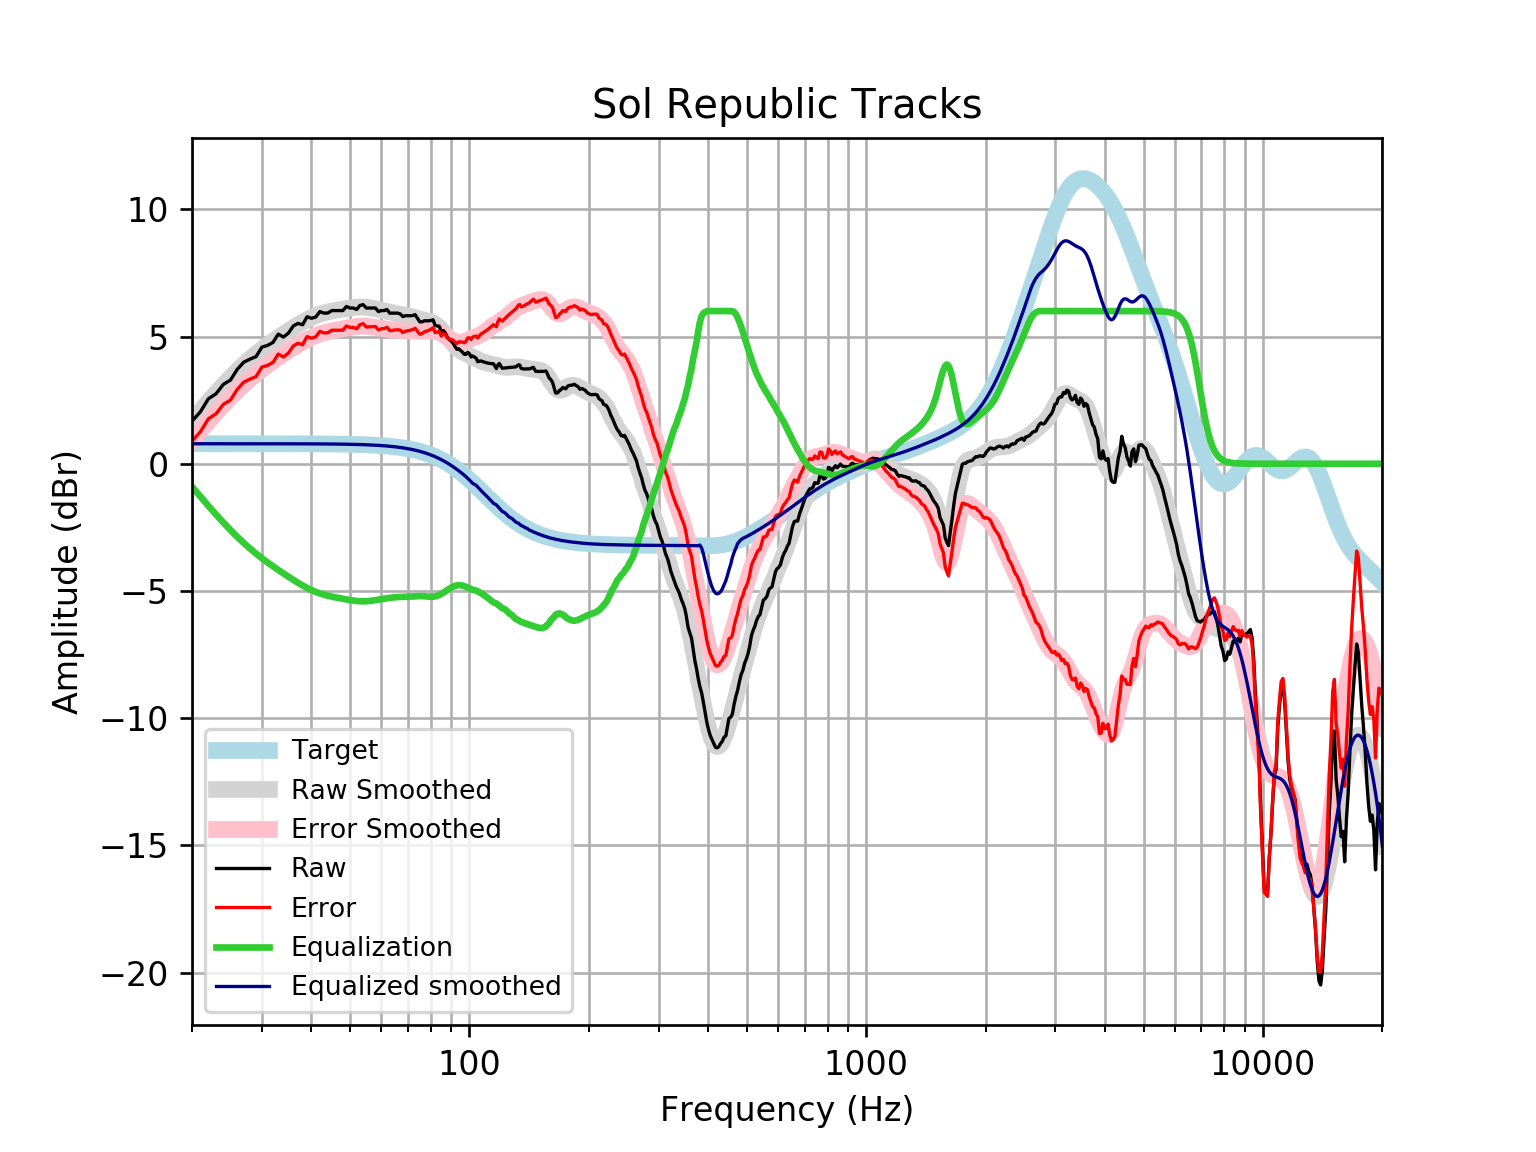 Sol Republic Tracks
Amplitude (dBr)
10
5
0
−5
−10
−15
−20
Target
Raw Smoothed
Error Smoothed
Raw
Error
Equalization
Equalized smoothed
100 1000 10000
Frequency (Hz)